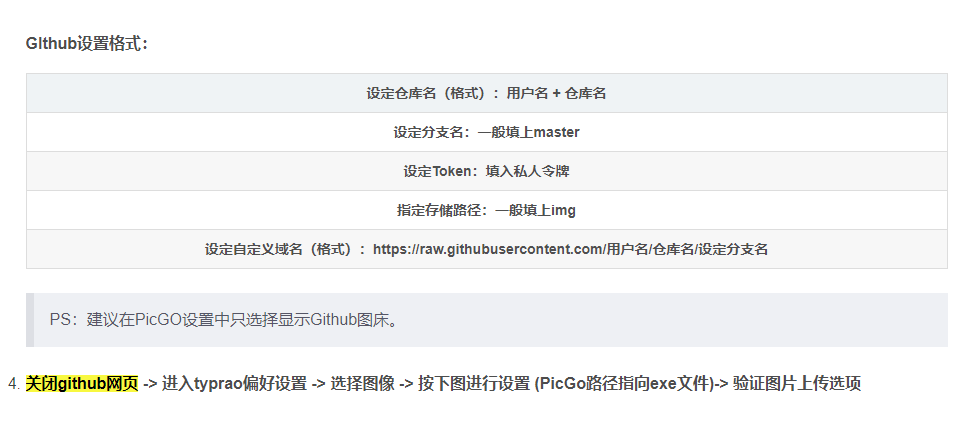 Github设置格式：
设定仓库名（格式）：用户名 + 仓库名
设定分支名：一般填上master
设定Token：填入私人令牌
指定存储路径：一般填上img
设定自定义域名（格式）：https://raw.githubusercontent.com/用户名/仓库名/设定分支名
PS：建议在PicGO设置中只选择显示Github图床。
4. 关闭github网页 -> 进入typrao偏好设置 -> 选择图像 -> 按下图进行设置 (PicGo路径指向exe文件)-> 验证图片上传选项